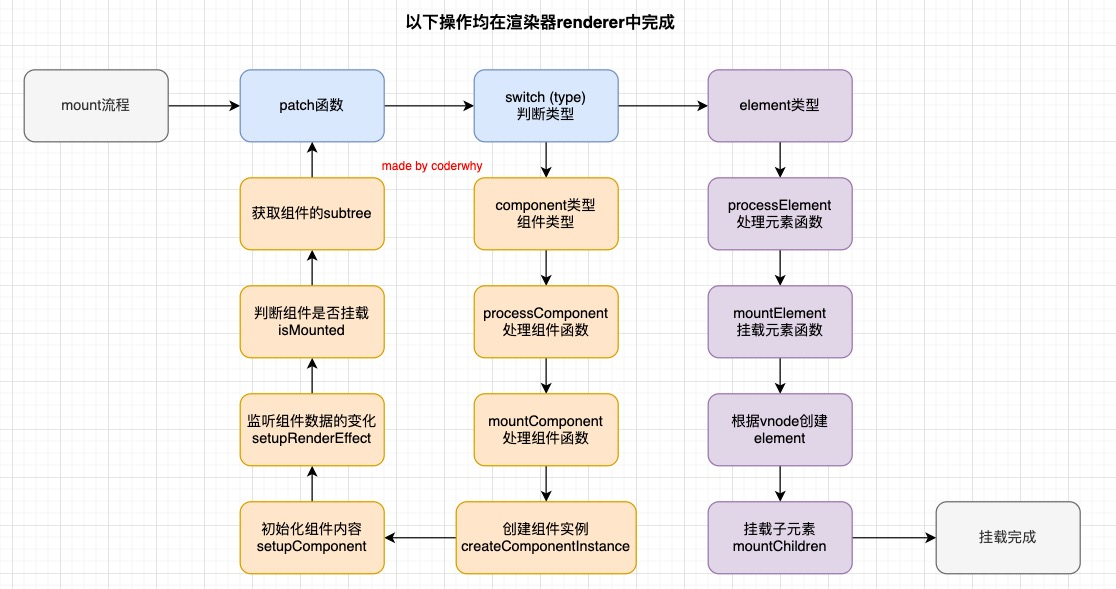 以下操作均在渲染器renderer中完成
mount流程
patch函数
switch (type)
判断类型
element类型
made by coderwhy
获取组件的subtree
component类型
组件类型
processElement
处理元素函数
判断组件是否挂载
isMounted
processComponent
处理组件函数
mountElement
挂载元素函数
监听组件数据的变化
setupRenderEffect
mountComponent
处理组件函数
根据vnode创建
element
初始化组件内容
setupComponent
创建组件实例
createComponentInstance
挂载子元素
mountChildren
挂载完成